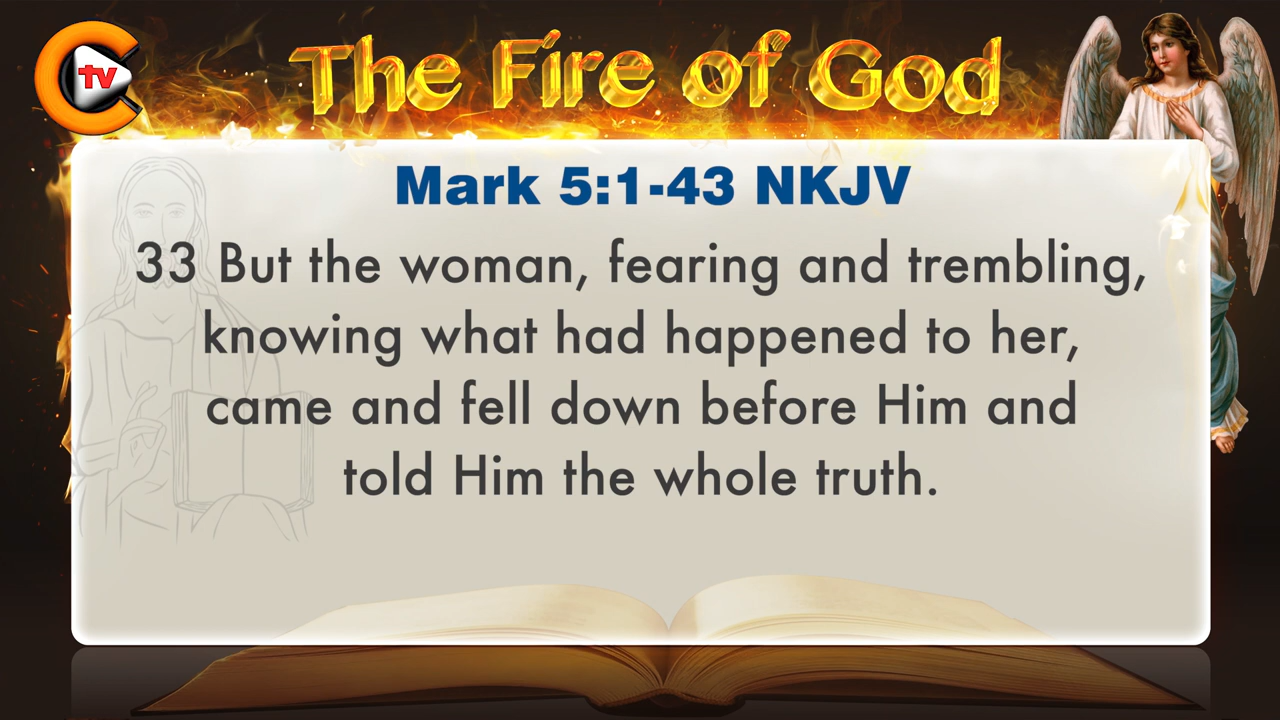 tv
The Fire of God
Mark 5:1-43 NKJV
33 But the woman, fearing and trembling,
knowing what had happened to her,
came and fell down before Him and
told Him the whole truth.